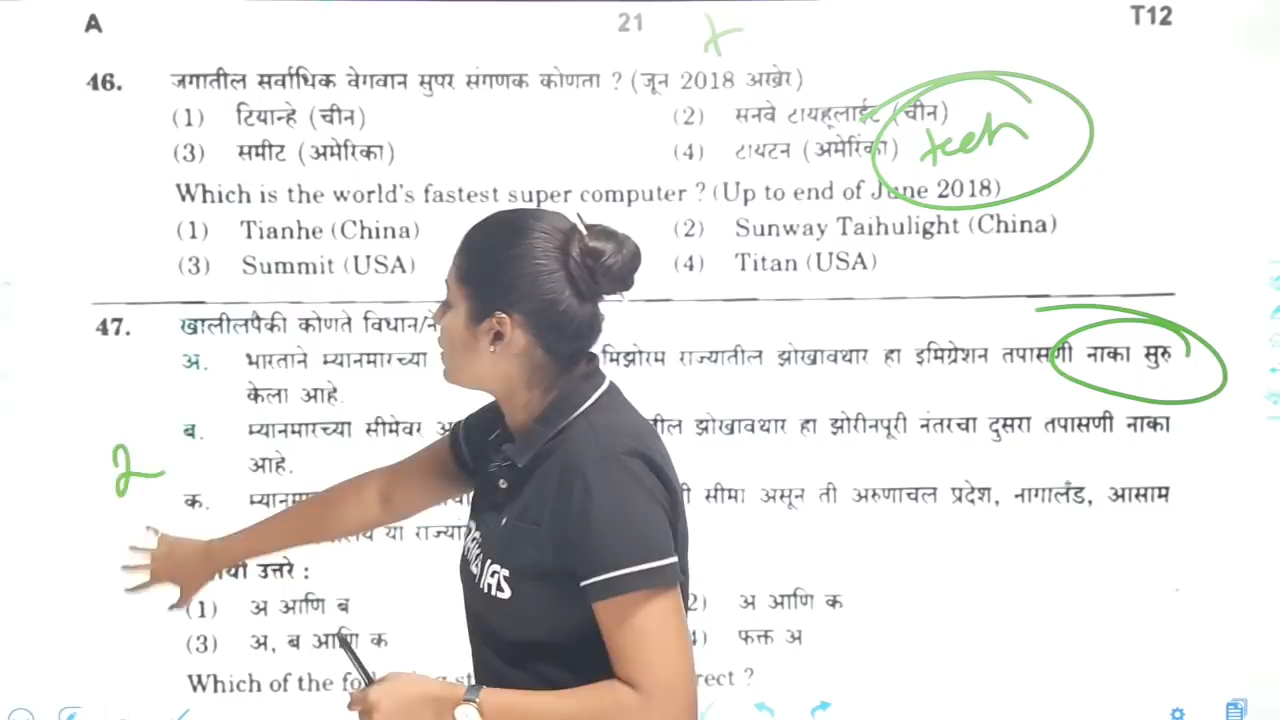 A 21 T12
46. जगातील सर्वाधिक वेगवान सुपर संगणक कोणता ? (जून 2018 अखेर)
(1) टियान्हे (चीन) (2) सनवे टायहूलाईट (चीन)
(3) समीट (अमेरिका) (4) टायटन (अमेरिका)
tech
Which is the world's fastest super computer ? (Up to end of June 2018)
(1) Tianhe (China) (2) Sunway Taihulight (China)
(3) Summit (USA) (4) Titan (USA)
47. खालीलपैकी कोणते विधान/ने
अ. भारताने म्यानमारच्या मिझोरम राज्यातील झोखावथार हा इमिग्रेशन तपासणी नाका सुरु
केला आहे.
ब. म्यानमारच्या सीमेवर झोखावथार हा झोरीनपूरी नंतरचा दुसरा तपासणी नाका
आहे.
2
क. सीमा असून ती अरुणाचल प्रदेश, नागालँड, आसाम
या
उत्तरे :
(1) अ आणि ब 2) अ आणि क
(3) अ, ब आणि क ) फक्त अ
Which of the ?
IAS